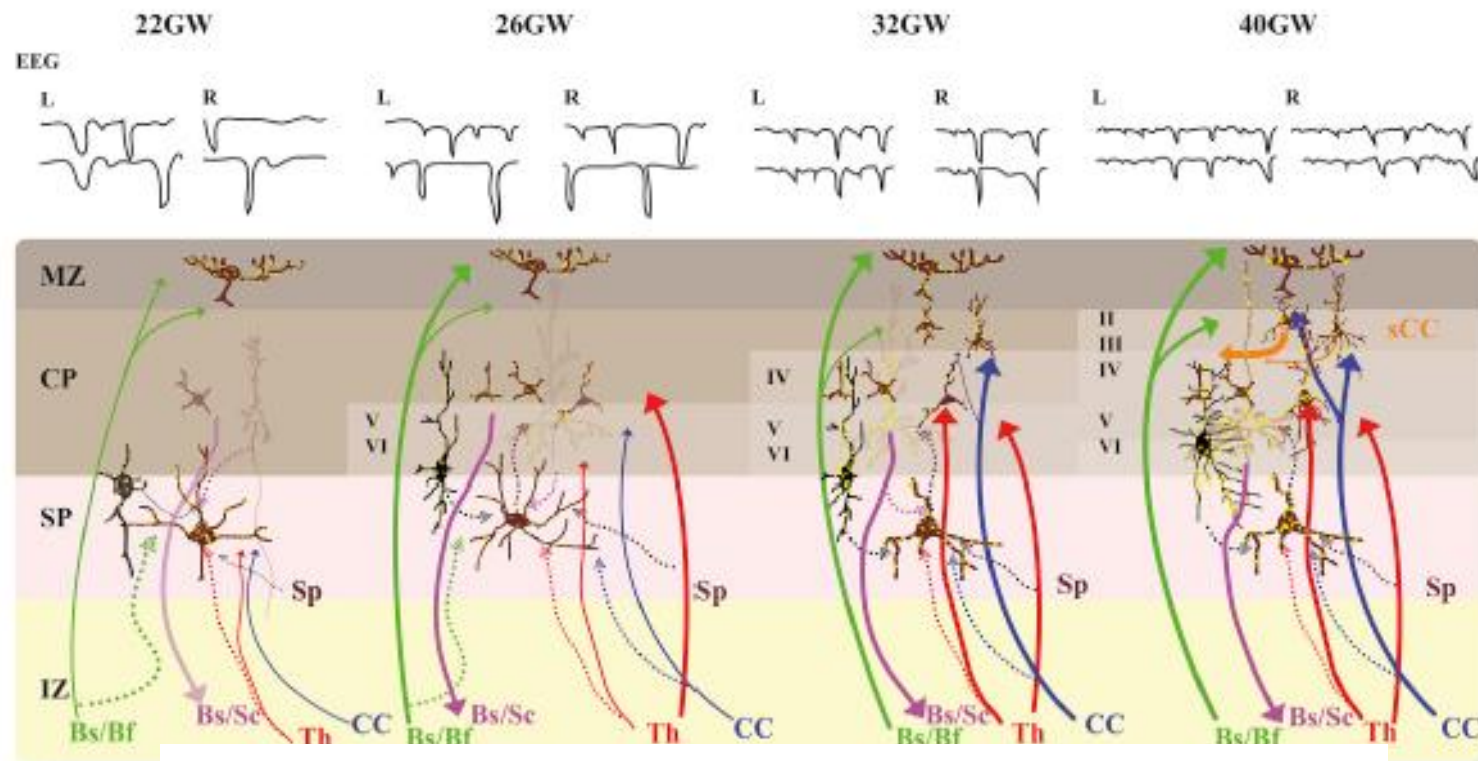 22GW 26GW 32GW 40GW
EEG
L R L R L R L R
MZ
II
III sCC
CP IV IV
V V V
VI VI VI
SP
Sp Sp Sp Sp
IZ
Bs/Bf Bs/Sc Th CC Bs/Bf Bs/Sc Th CC Bs/Bf Bs/Sc Th CC Bs/Bf Bs/Sc Th CC